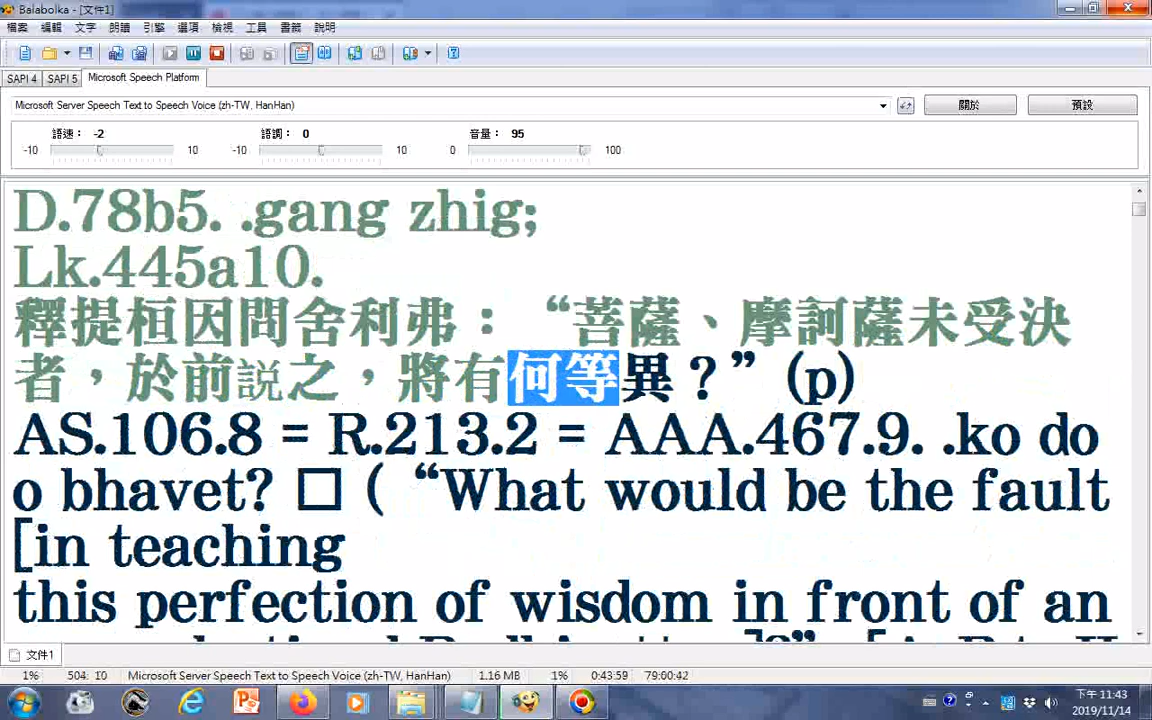 Balabolka - [文件1]
檔案 編輯 文字 朗讀 引擎 選項 檢視 工具 書籤 說明
SAPI 4 SAPI 5 Microsoft Speech Platform
Microsoft Server Speech Text to Speech Voice (zh-TW, HanHan) 關於 預設
語速： -2 語調： 0 音量： 95
-10 10 -10 10 0 100
D.78b5. .gang zhig;
Lk.445a10.
釋提桓因問舍利弗：“菩薩、摩訶薩未受決
者，於前説之，將有何等異？”(p)
AS.106.8 = R.213.2 = AAA.467.9. .ko do
o bhavet? □ (“What would be the fault
[in teaching
this perfection of wisdom in front of an
文件1
1% 504: 10 Microsoft Server Speech Text to Speech Voice (zh-TW, HanHan) 1.16 MB 1% 0:43:59 79:00:42
下午 11:43
2019/11/14